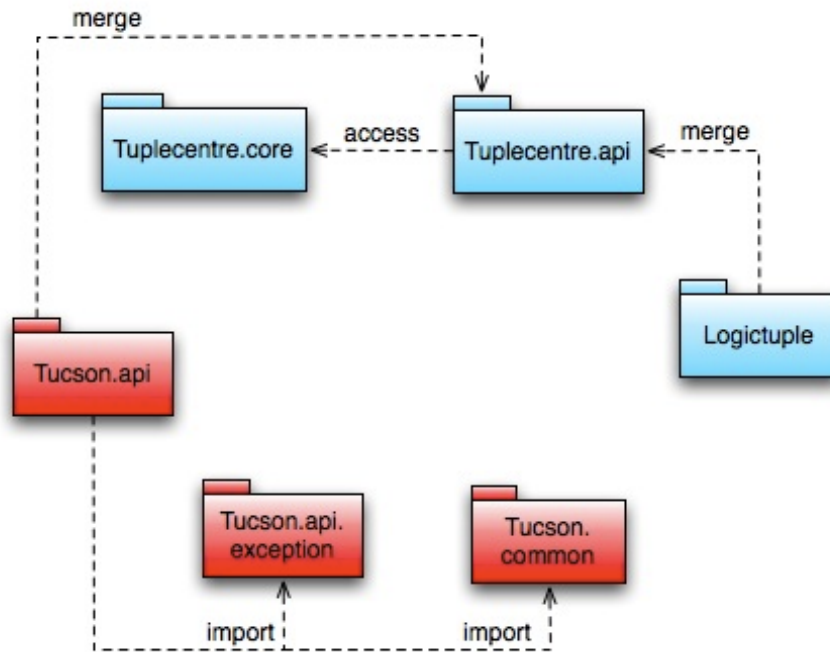 merge
Tuplecentre.core
access
Tuplecentre.api
merge
Logictuple
Tucson.api
Tucson.api.
exception
Tucson.
common
import
import